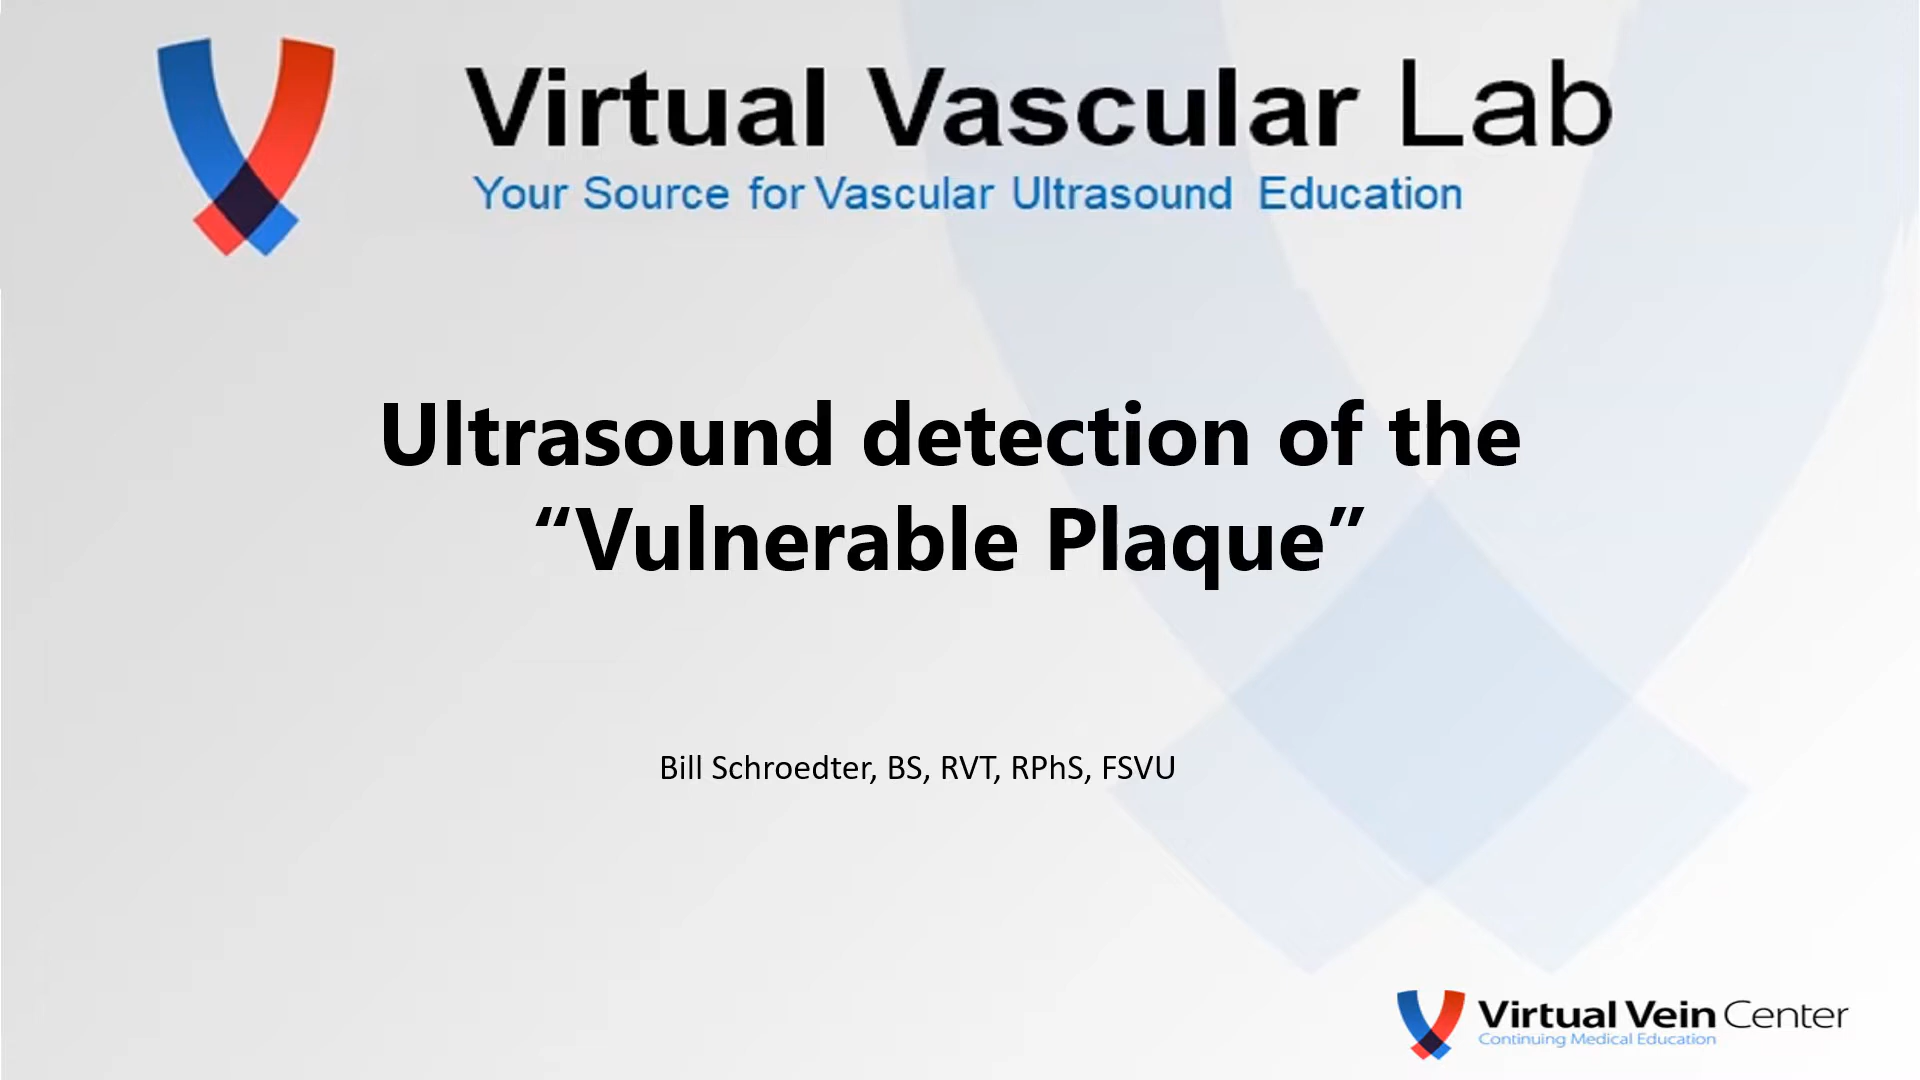 Virtual Vascular Lab
Your Source for Vascular Ultrasound Education
Ultrasound detection of the
“Vulnerable Plaque”
Bill Schroedter, BS, RVT, RPhS, FSVU
Virtual Vein Center
Continuing Medical Education